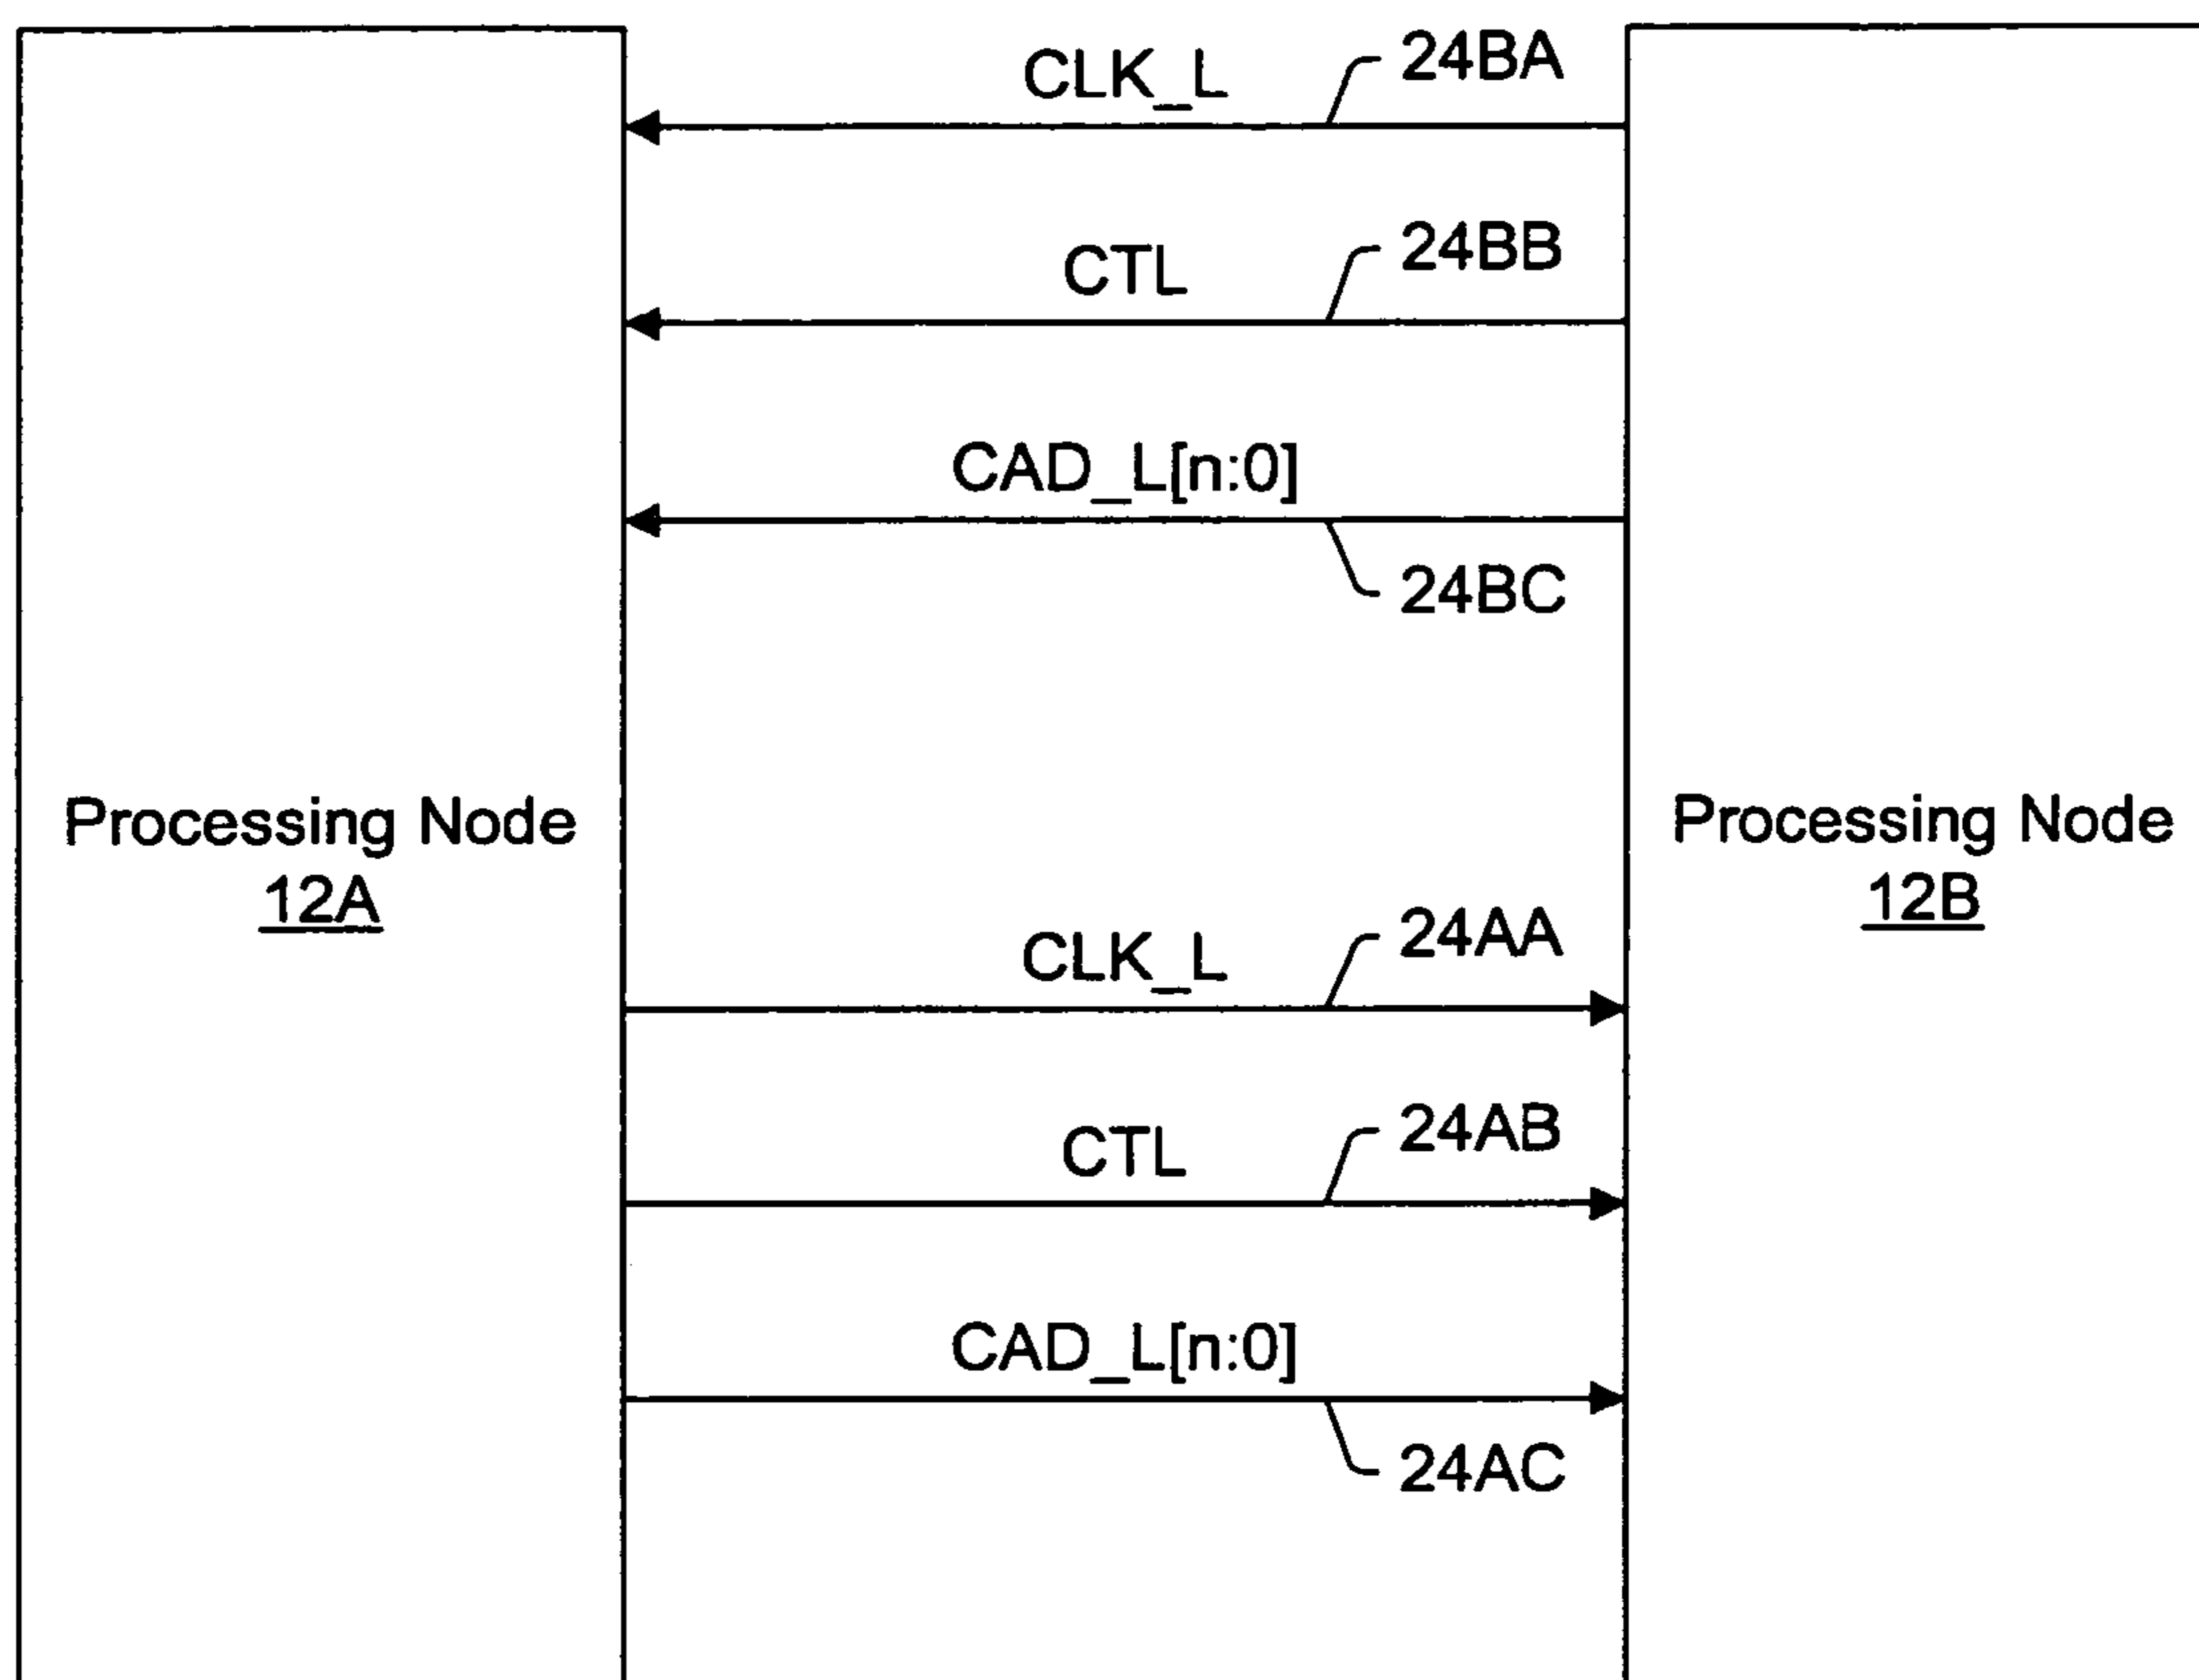 CLK_L
24BA
CTL
24BB
CAD_L[n:0]
24BC
Processing Node
12A
Processing Node
12B
CLK_L
24AA
CTL
24AB
CAD_L[n:0]
24AC